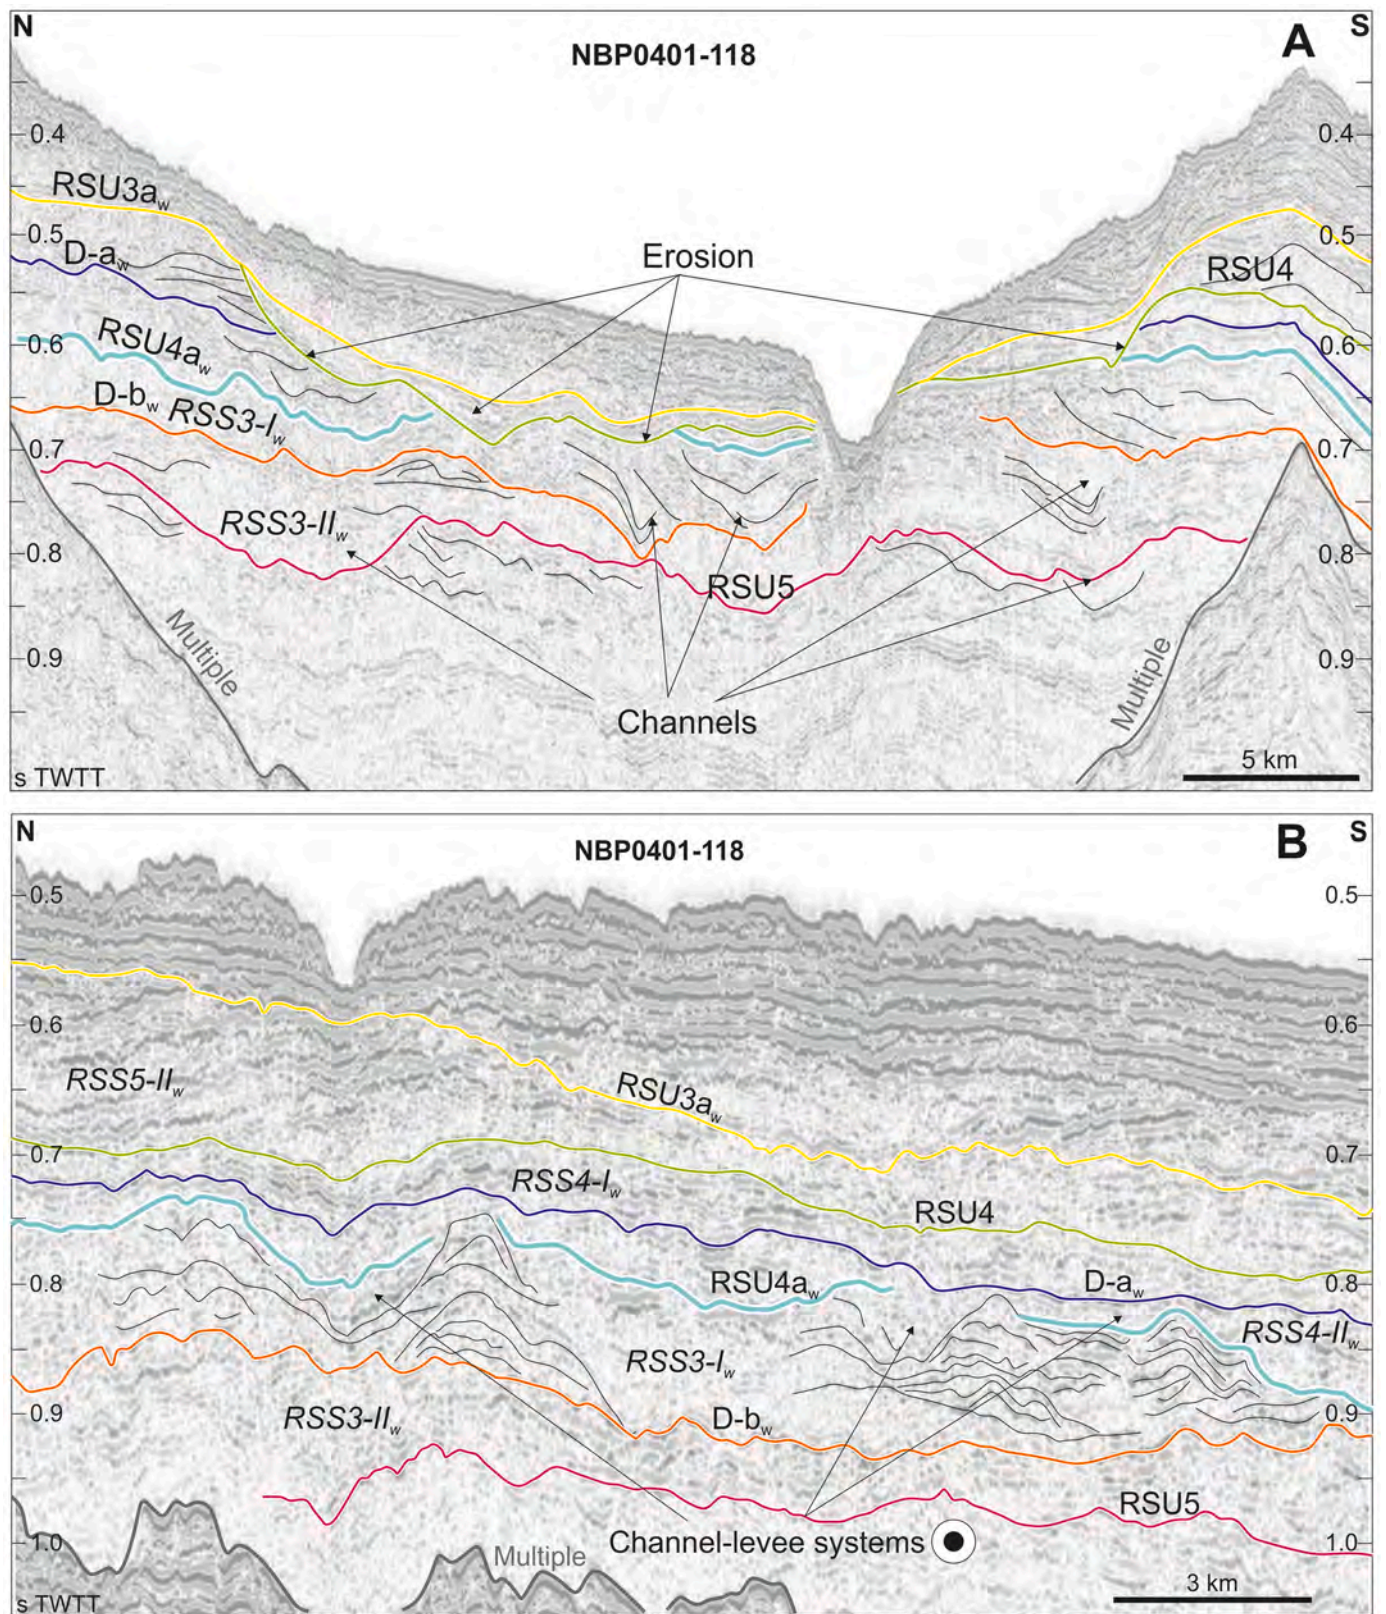 N
NBP0401-118
A
S
0.4
0.4
RSU3aw
0.5
0.5
D-aw
Erosion
RSU4
RSU4aw
0.6
0.6
D-bw
RSS3-Iw
0.7
0.7
RSS3-IIw
0.8
0.8
RSU5
Multiple
Multiple
0.9
0.9
Channels
5 km
s TWTT
N
NBP0401-118
B
S
0.5
0.5
0.6
0.6
RSS5-IIw
RSU3aw
0.7
0.7
RSS4-Iw
RSU4
0.8
0.8
RSU4aw
D-aw
RSS4-IIw
RSS3-Iw
0.9
0.9
RSS3-IIw
D-bw
RSU5
1.0
1.0
Channel-levee systems
Multiple
3 km
s TWTT